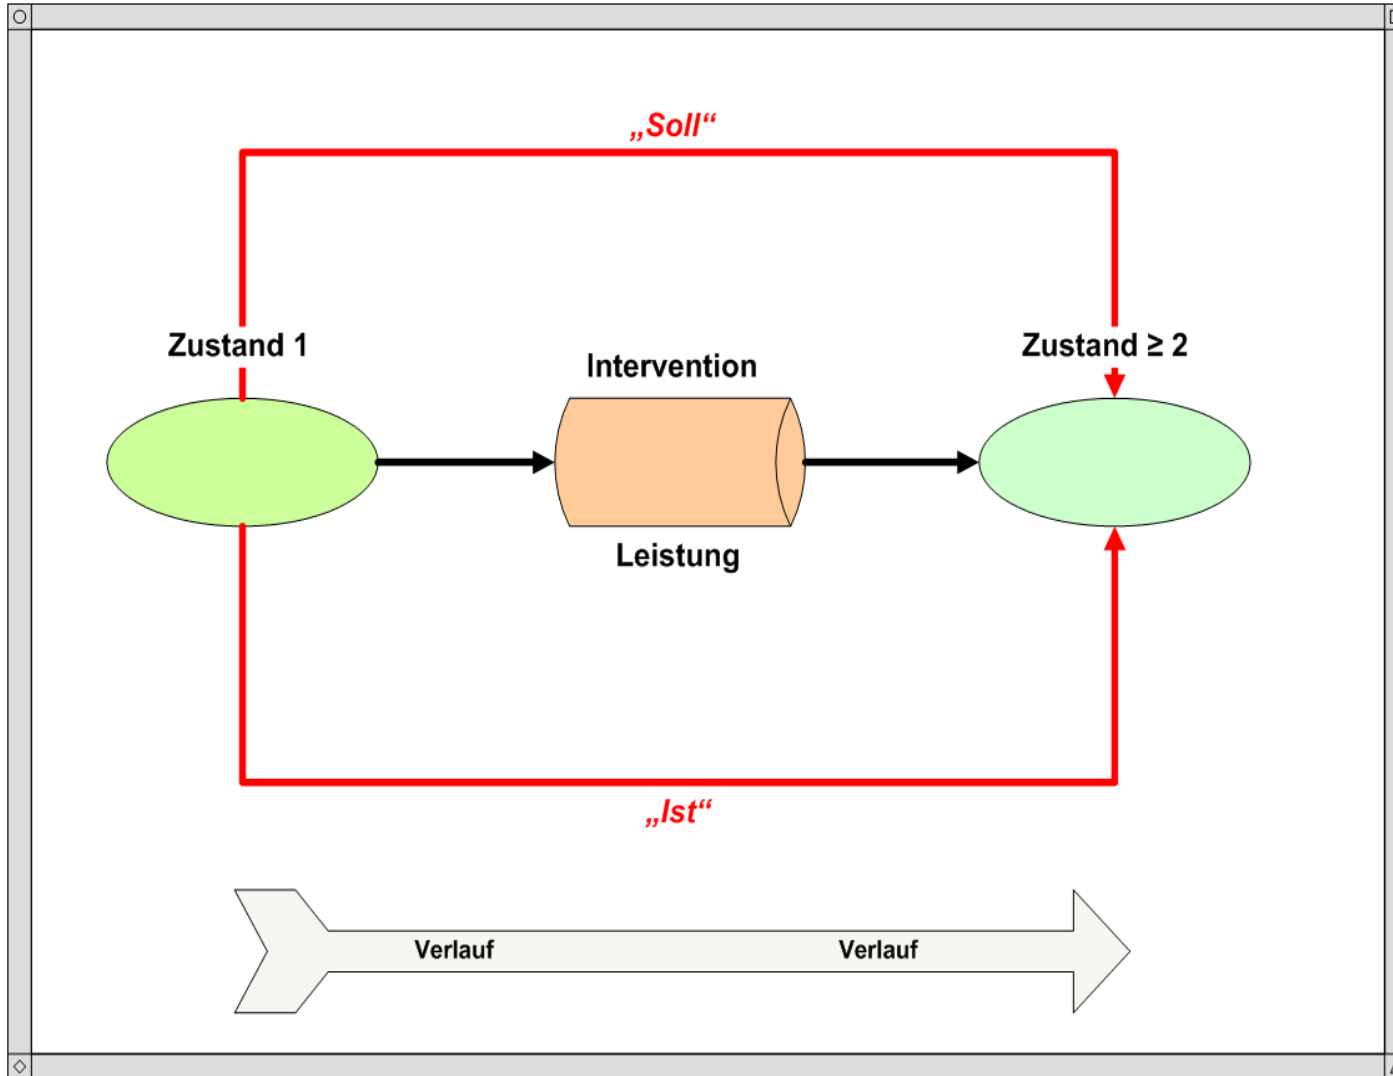 „Soll“
Zustand 1
Zustand ≥ 2
Intervention
Leistung
„Ist“
Verlauf
Verlauf